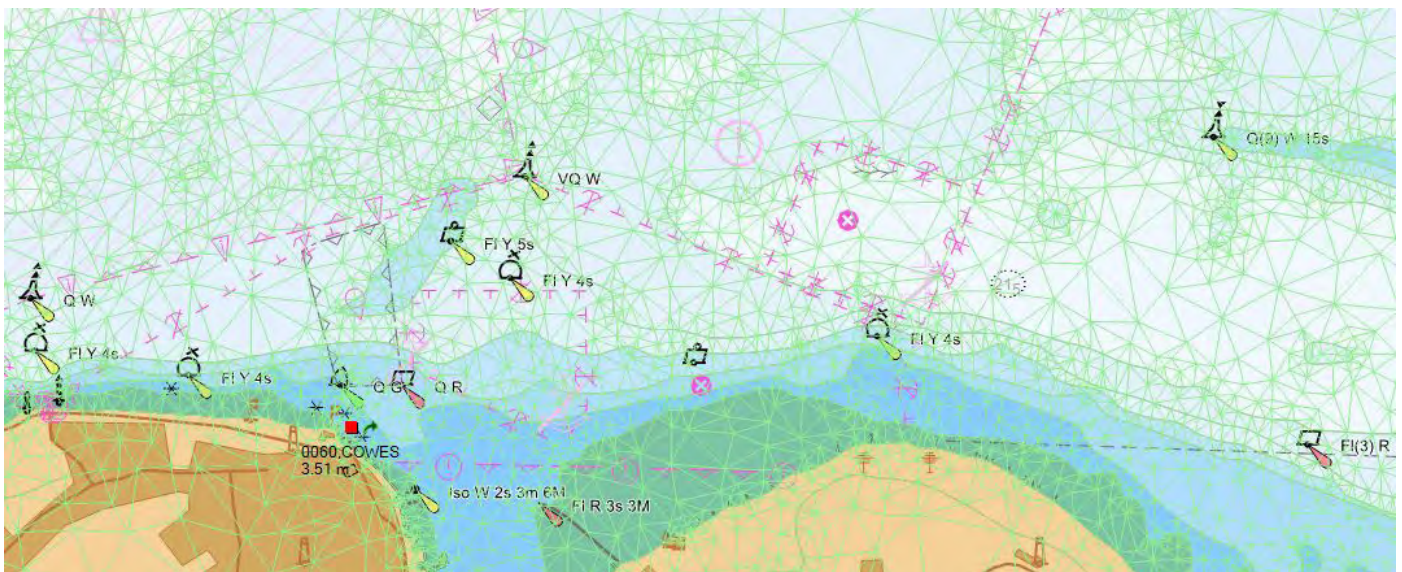 Q(9) W 15s
VQ W
Fl Y 5s
Fl Y 4s
Q W
21₅
Fl Y 4s
Fl Y 4s
Fl Y 4s
Q G
Q R
0060,COWES
3.51 m
Fl(3) R
Iso W 2s 3m 6M
Fl R 3s 3M